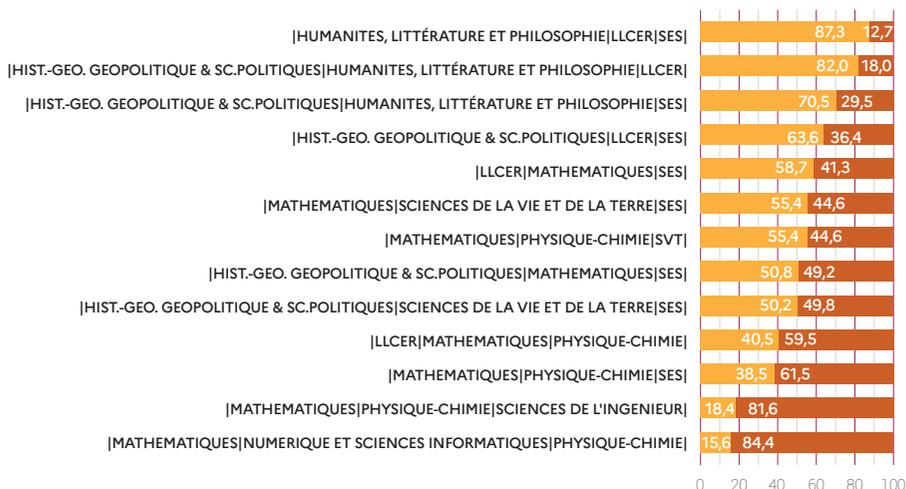 |HUMANITES, LITTÉRATURE ET PHILOSOPHIE|LLCER|SES| 87,3 12,7
|HIST.-GEO. GEOPOLITIQUE & SC.POLITIQUES|HUMANITES, LITTÉRATURE ET PHILOSOPHIE|LLCER| 82,0 18,0
|HIST.-GEO. GEOPOLITIQUE & SC.POLITIQUES|HUMANITES, LITTÉRATURE ET PHILOSOPHIE|SES| 70,5 29,5
|HIST.-GEO. GEOPOLITIQUE & SC.POLITIQUES|LLCER|SES| 63,6 36,4
|LLCER|MATHEMATIQUES|SES| 58,7 41,3
|MATHEMATIQUES|SCIENCES DE LA VIE ET DE LA TERRE|SES| 55,4 44,6
|MATHEMATIQUES|PHYSIQUE-CHIMIE|SVT| 55,4 44,6
|HIST.-GEO. GEOPOLITIQUE & SC.POLITIQUES|MATHEMATIQUES|SES| 50,8 49,2
|HIST.-GEO. GEOPOLITIQUE & SC.POLITIQUES|SCIENCES DE LA VIE ET DE LA TERRE|SES| 50,2 49,8
|LLCER|MATHEMATIQUES|PHYSIQUE-CHIMIE| 40,5 59,5
|MATHEMATIQUES|PHYSIQUE-CHIMIE|SES| 38,5 61,5
|MATHEMATIQUES|PHYSIQUE-CHIMIE|SCIENCES DE L'INGENIEUR| 18,4 81,6
|MATHEMATIQUES|NUMERIQUE ET SCIENCES INFORMATIQUES|PHYSIQUE-CHIMIE| 15,6 84,4
0 20 40 60 80 100